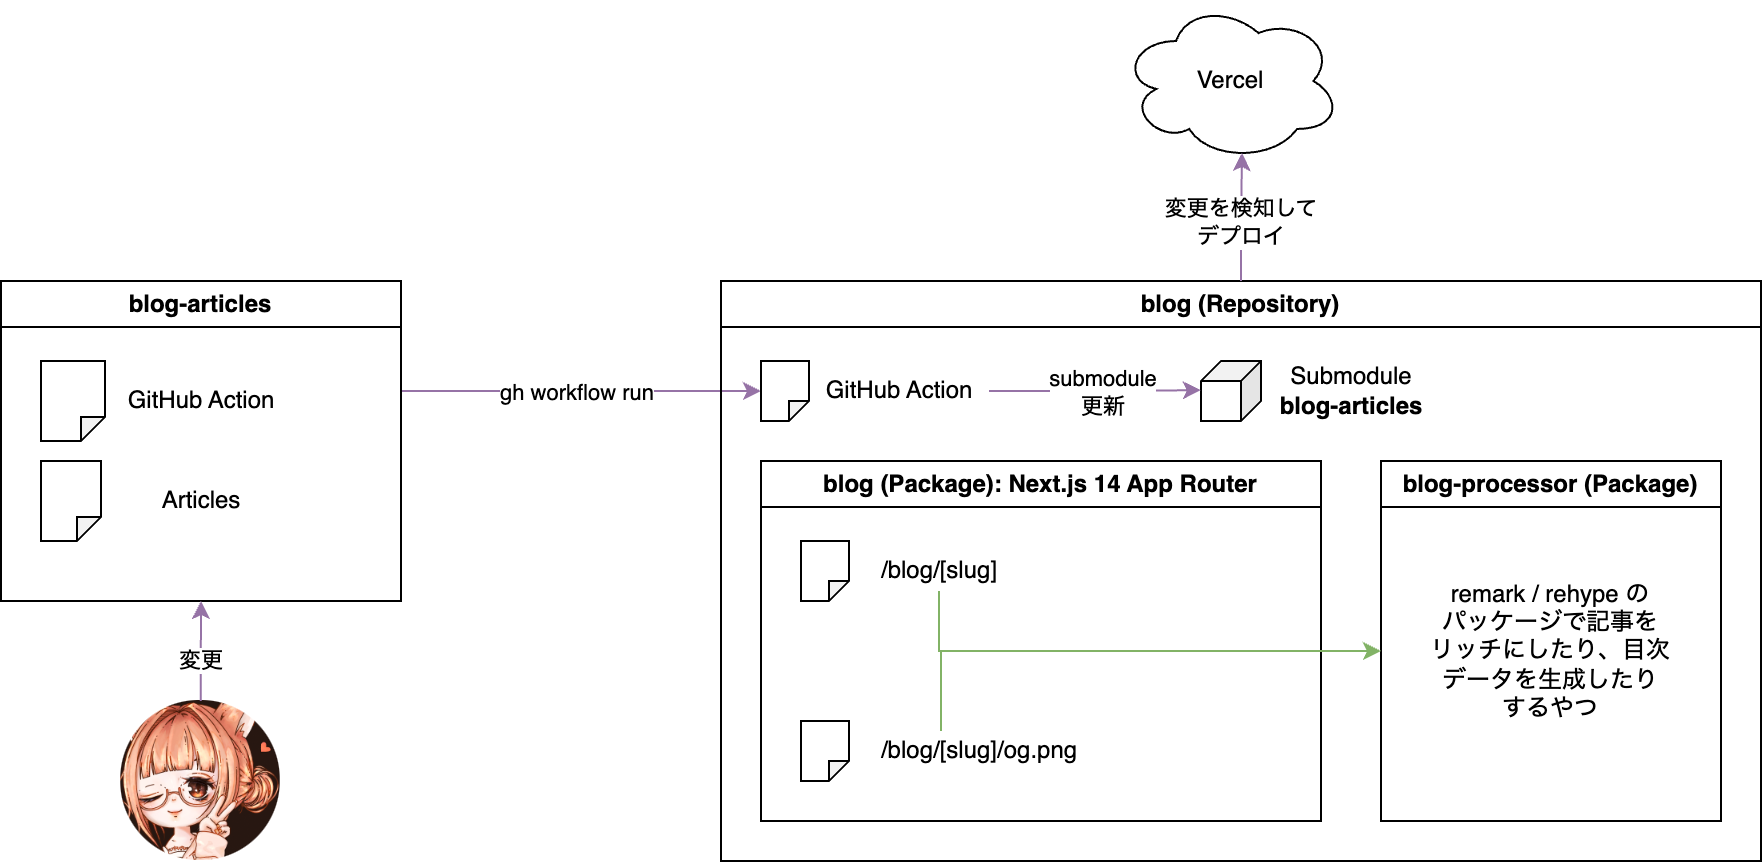 Vercel
変更を検知して
デプロイ
blog-articles
GitHub Action
Articles
変更
gh workflow run
blog (Repository)
GitHub Action
submodule
更新
Submodule
blog-articles
blog (Package): Next.js 14 App Router
/blog/[slug]
/blog/[slug]/og.png
blog-processor (Package)
remark / rehype の
パッケージで記事を
リッチにしたり、目次
データを生成したり
するやつ